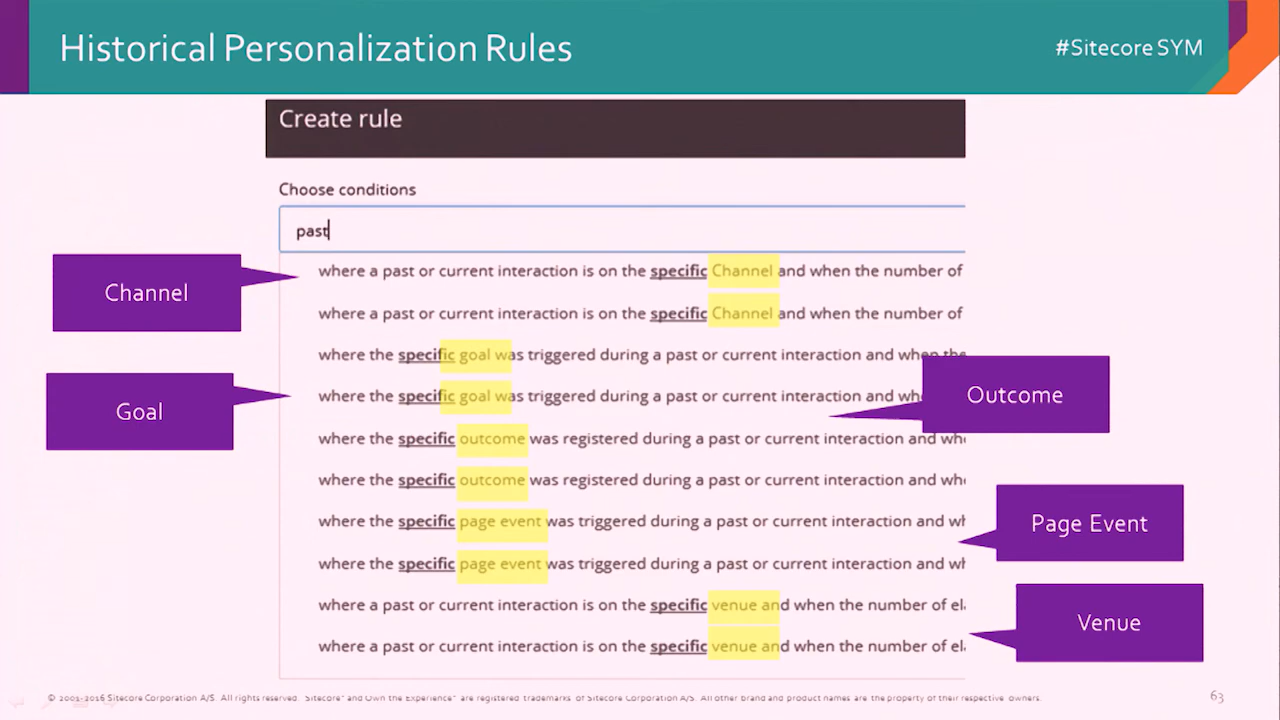 Historical Personalization Rules
#Sitecore SYM
Create rule
Choose conditions
past
where a past or current interaction is on the specific Channel and when the number of
where a past or current interaction is on the specific Channel and when the number of
where the specific goal was triggered during a past or current interaction and when the
where the specific goal was triggered during a past or current interaction and
where the specific outcome was registered during a past or current interaction and
where the specific outcome was registered during a past or current interaction and
where the specific page event was triggered during a past or current interaction and
where the specific page event was triggered during a past or current interaction and
where a past or current interaction is on the specific venue and when the number of
where a past or current interaction is on the specific venue and when the number of
Channel
Goal
Outcome
Page Event
Venue
© 2001-2016 Sitecore Corporation A/S. All rights reserved. Sitecore® and Own the Experience® are registered trademarks of Sitecore Corporation A/S. All other brand and product names are the property of their respective owners.
63